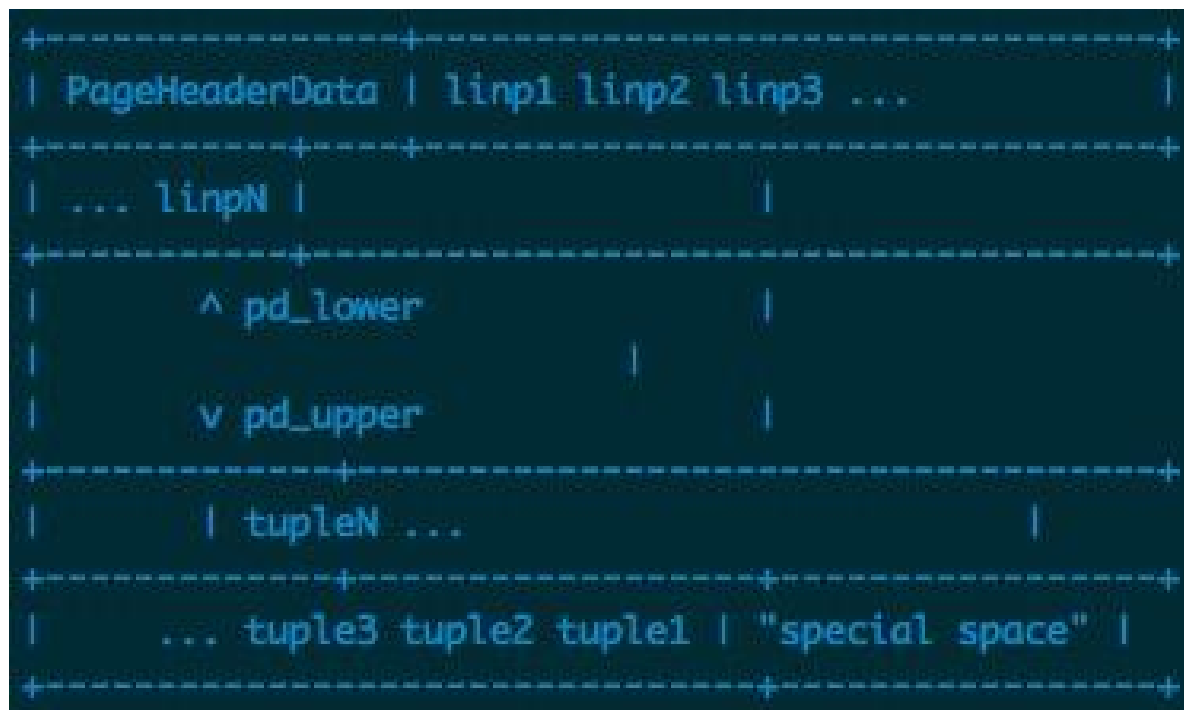 +----------------+---------------------------------+
| PageHeaderData | linp1 linp2 linp3 ...           |
+-----------+----+---------------------------------+
| ... linpN |                    |
+-----------+--------------------------------------+
|       ^ pd_lower               |
|                          |
|       v pd_upper               |
+-------------+------------------------------------+
|       | tupleN ...                         |
+-------------+------------------+-----------------+
|     ... tuple3 tuple2 tuple1 | "special space" |
+--------------------------------+-----------------+